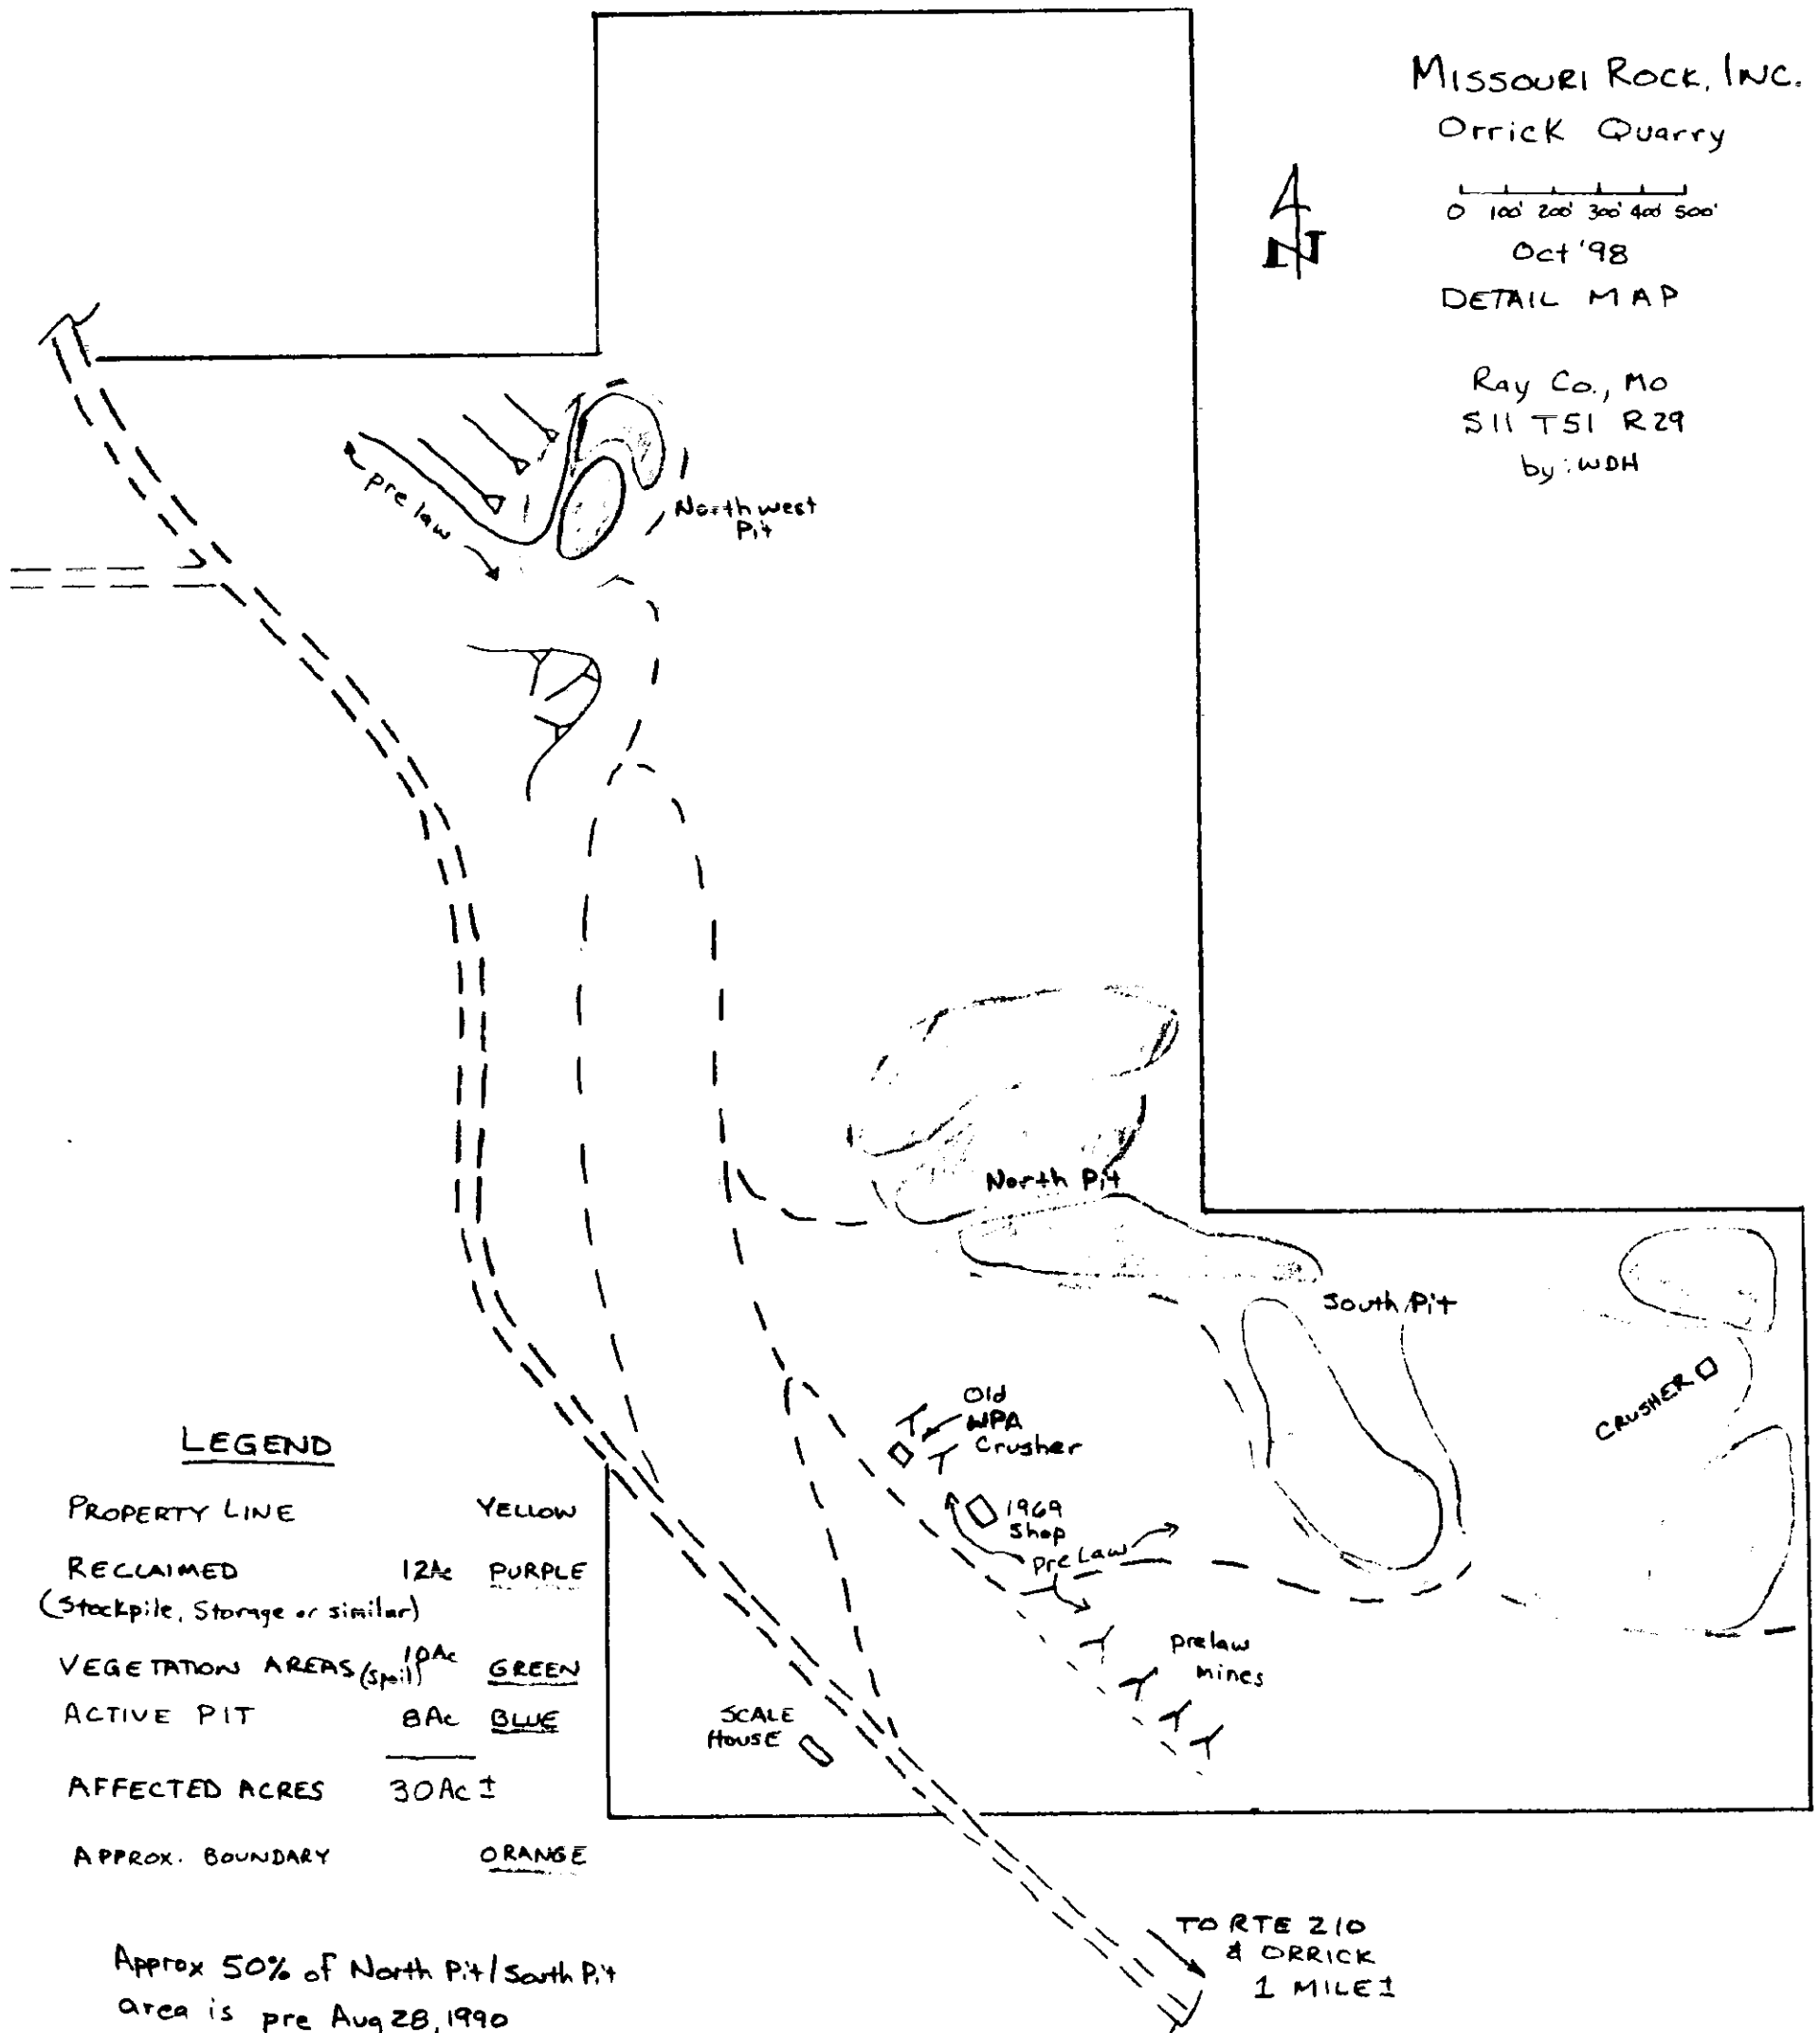 MISSOURI ROCK, INC.
Orrick Quarry
0 100' 200' 300' 400' 500'
Oct '98
DETAIL MAP
Ray Co., MO
S11 T51 R29
by: WDH
N
pre law
Northwest
Pit
North Pit
South Pit
CRUSHER
Old
WPA
Crusher
1969
Shop
preLaw
prelaw
mines
SCALE
HOUSE
LEGEND
PROPERTY LINE YELLOW
RECLAIMED 12Ac PURPLE
(Stockpile, Storage or similar)
VEGETATION AREAS (spoil) 10Ac GREEN
ACTIVE PIT 8Ac BLUE
AFFECTED ACRES 30Ac ±
APPROX. BOUNDARY ORANGE
Approx 50% of North Pit/South Pit
area is pre Aug 28, 1990
TO RTE 210
& ORRICK
1 MILE±